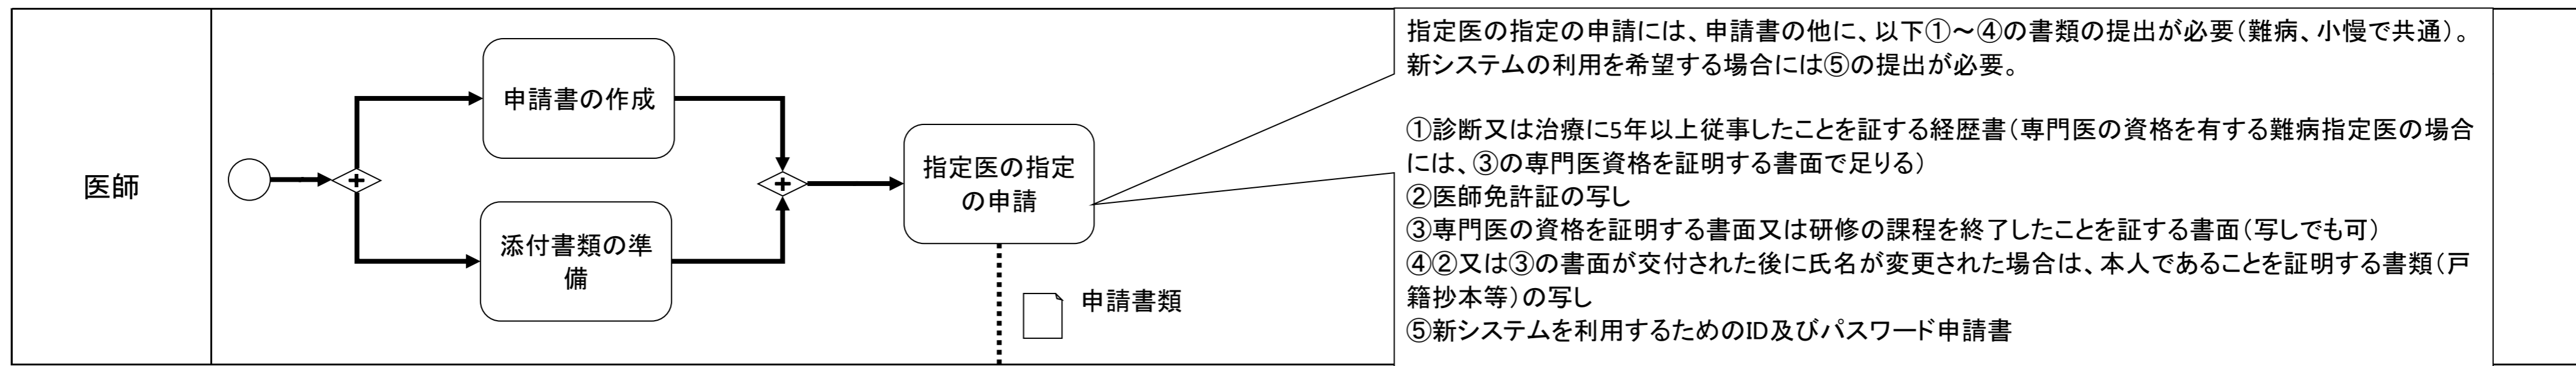 医師
申請書の作成
添付書類の準
備
指定医の指定
の申請
申請書類
指定医の指定の申請には、申請書の他に、以下①~④の書類の提出が必要(難病、小慢で共通)。
新システムの利用を希望する場合には⑤の提出が必要。
①診断又は治療に5年以上従事したことを証する経歴書(専門医の資格を有する難病指定医の場合
には、③の専門医資格を証明する書面で足りる)
②医師免許証の写し
③専門医の資格を証明する書面又は研修の課程を終了したことを証する書面(写しでも可)
④②又は③の書面が交付された後に氏名が変更された場合は、本人であることを証明する書類(戸
籍抄本等)の写し
⑤新システムを利用するためのID及びパスワード申請書